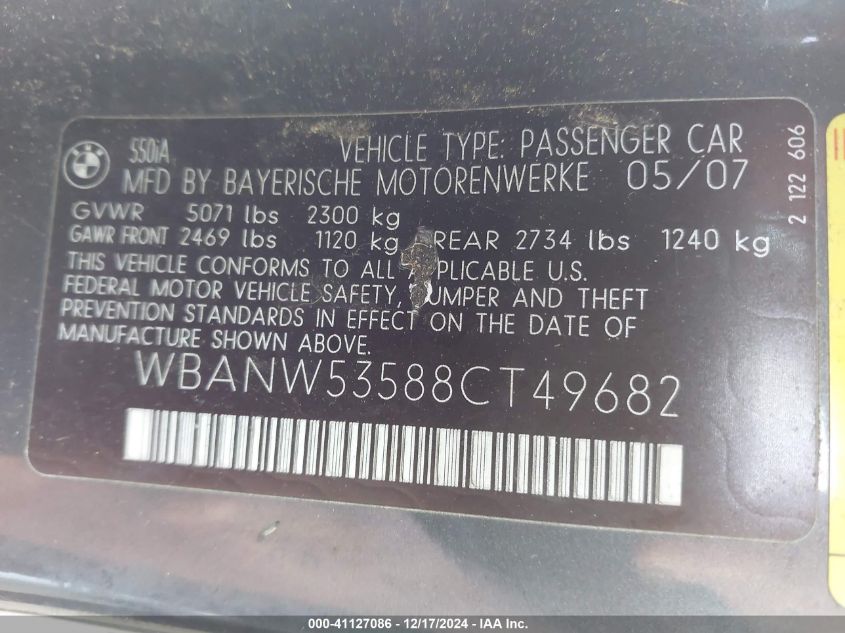 550iA VEHICLE TYPE: PASSENGER CAR
MFD BY BAYERISCHE MOTORENWERKE 05/07
GVWR 5071 lbs 2300 kg
GAWR FRONT 2469 lbs 1120 kg REAR 2734 lbs 1240 kg
THIS VEHICLE CONFORMS TO ALL APPLICABLE U.S.
FEDERAL MOTOR VEHICLE SAFETY, BUMPER AND THEFT
PREVENTION STANDARDS IN EFFECT ON THE DATE OF
MANUFACTURE SHOWN ABOVE.
WBANW53588CT49682
2 122 606
000-41127086 - 12/17/2024 - IAA Inc.